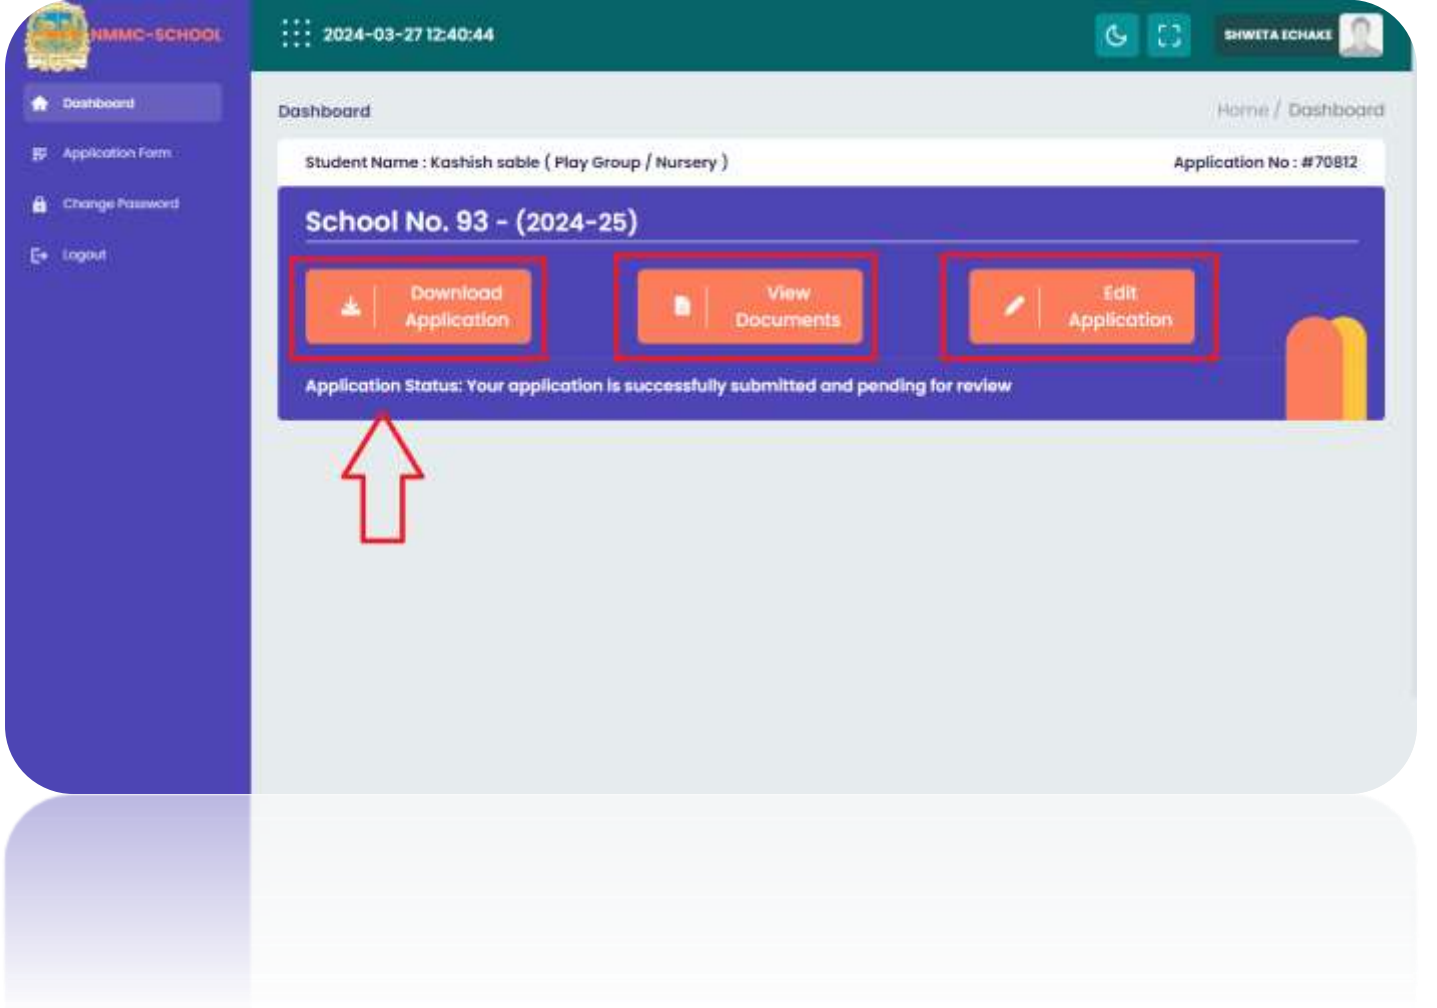 NMMC-SCHOOL
2024-03-27 12:40:44
SHWETA ECHAKE
Dashboard
Application Form
Change Password
Logout
Dashboard
Home / Dashboard
Student Name : Kashish sable ( Play Group / Nursery )
Application No : #70812
School No. 93 - (2024-25)
Download
Application
View
Documents
Edit
Application
Application Status: Your application is successfully submitted and pending for review